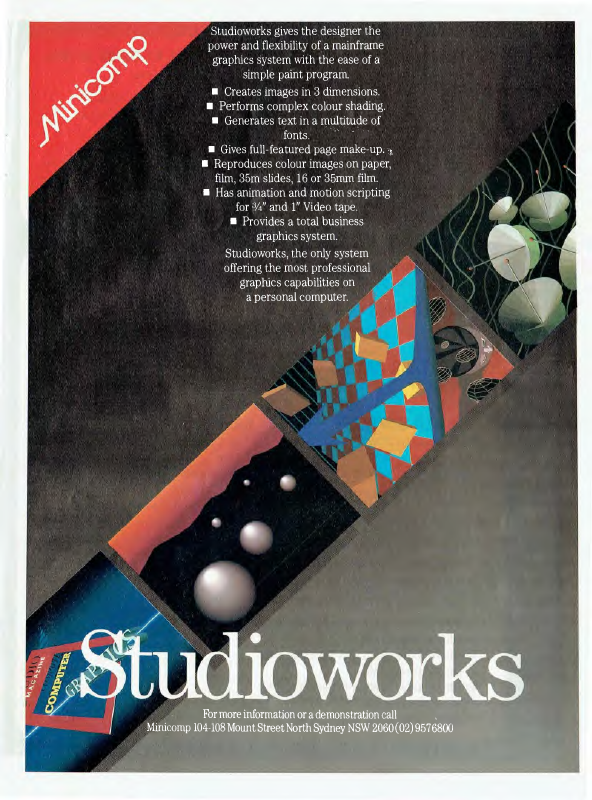 Minicomp
Studioworks gives the designer the
power and flexibility of a mainframe
graphics system with the ease of a
simple paint program.
■ Creates images in 3 dimensions.
■ Performs complex colour shading.
■ Generates text in a multitude of
fonts.
■ Gives full-featured page make-up.
■ Reproduces colour images on paper,
film, 35m slides, 16 or 35mm film.
■ Has animation and motion scripting
for ¾" and 1" Video tape.
■ Provides a total business
graphics system.
Studioworks, the only system
offering the most professional
graphics capabilities on
a personal computer.
MAGAZINE
COMPUTER
GRAPHICS
Studioworks
For more information or a demonstration call
Minicomp 104-108 Mount Street North Sydney NSW 2060 (02) 9576800